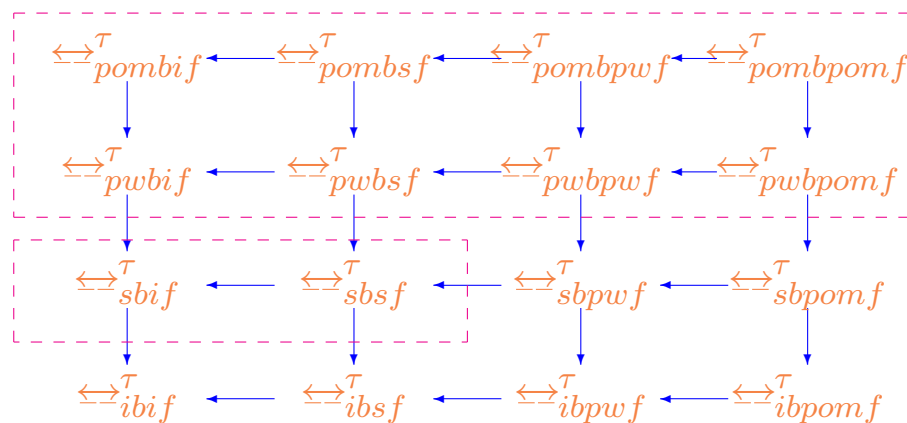 ↔^τ_pombif ↔^τ_pombsf ↔^τ_pombpwf ↔^τ_pombpomf
↔^τ_pwbif ↔^τ_pwbsf ↔^τ_pwbpwf ↔^τ_pwbpomf
↔^τ_sbif ↔^τ_sbsf ↔^τ_sbpwf ↔^τ_sbpomf
↔^τ_ibif ↔^τ_ibsf ↔^τ_ibpwf ↔^τ_ibpomf